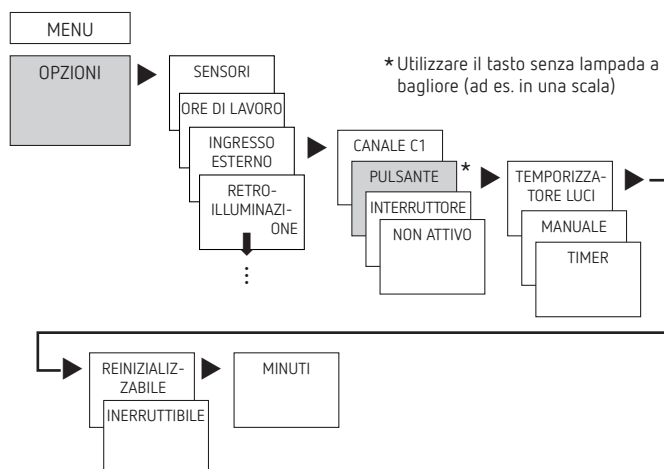 MENU
OPZIONI
SENSORI
ORE DI LAVORO
INGRESSO
ESTERNO
RETRO-
ILLUMINAZI-
ONE
* Utilizzare il tasto senza lampada a
bagliore (ad es. in una scala)
CANALE C1
PULSANTE
*
INTERRUTTORE
NON ATTIVO
TEMPORIZZA-
TORE LUCI
MANUALE
TIMER
REINIZIALIZ-
ZABILE
INERRUTTIBILE
MINUTI